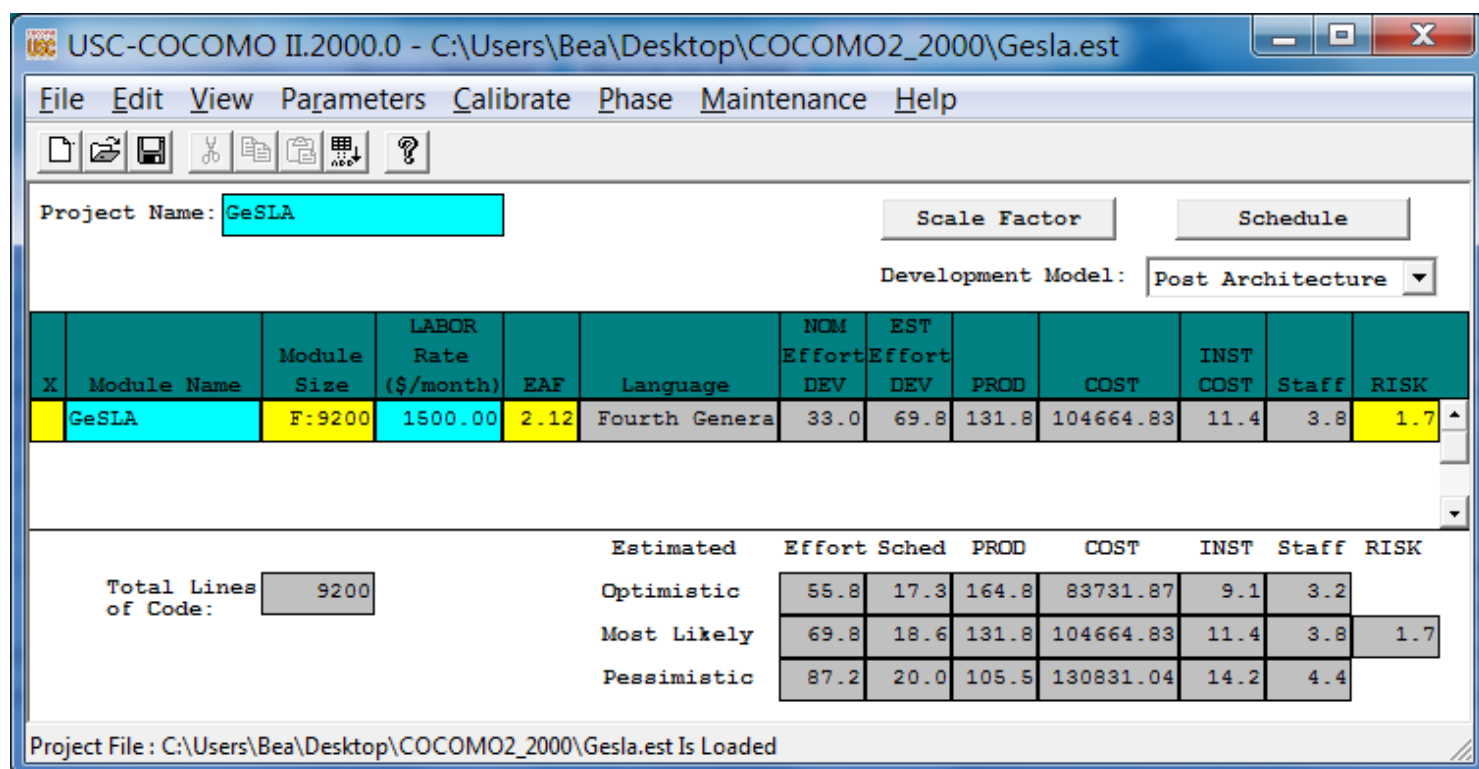 USC-COCOMO II.2000.0 - C:\Users\Bea\Desktop\COCOMO2_2000\Gesla.est
File Edit View Parameters Calibrate Phase Maintenance Help
Project Name: GeSLA
Scale Factor Schedule
Development Model: Post Architecture
X Module Name Module Size LABOR Rate ($/month) EAF Language NOM Effort DEV EST Effort DEV PROD COST INST COST Staff RISK
GeSLA F:9200 1500.00 2.12 Fourth Genera 33.0 69.8 131.8 104664.83 11.4 3.8 1.7
Estimated Effort Sched PROD COST INST Staff RISK
Total Lines of Code: 9200 Optimistic 55.8 17.3 164.8 83731.87 9.1 3.2
Most Likely 69.8 18.6 131.8 104664.83 11.4 3.8 1.7
Pessimistic 87.2 20.0 105.5 130831.04 14.2 4.4
Project File : C:\Users\Bea\Desktop\COCOMO2_2000\Gesla.est Is Loaded